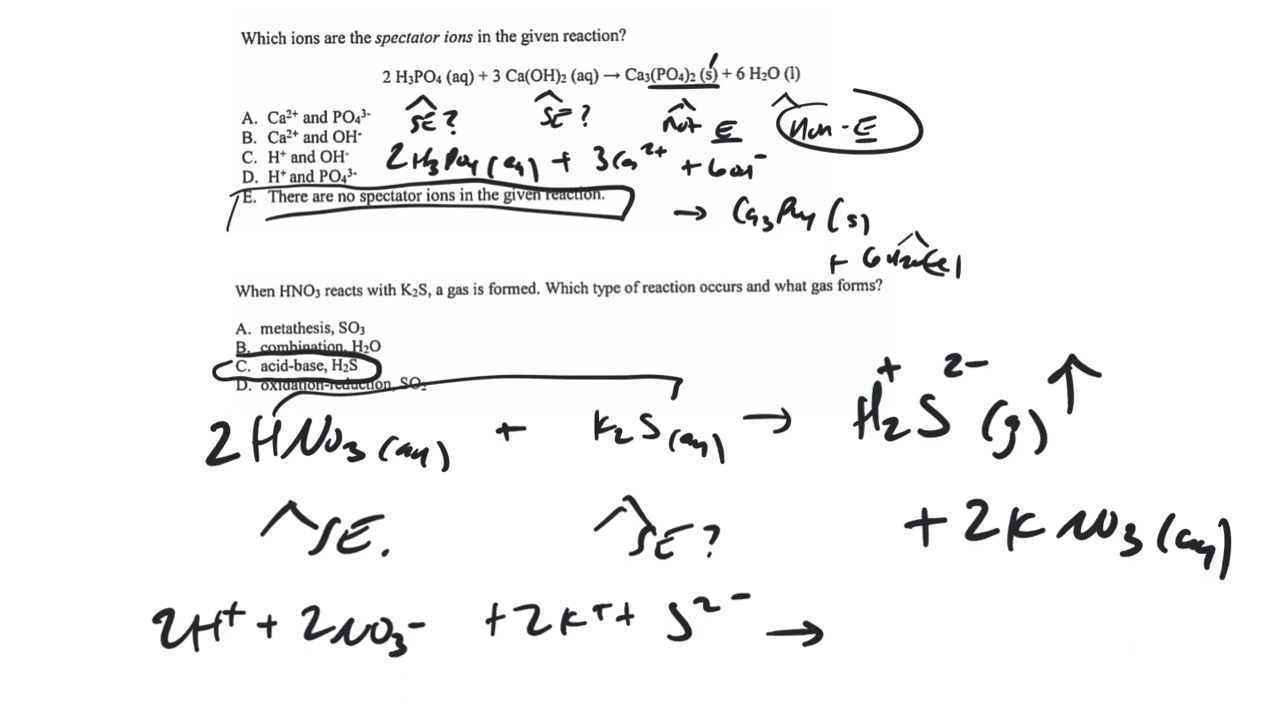 Which ions are the spectator ions in the given reaction?
2 H₃PO₄ (aq) + 3 Ca(OH)₂ (aq) → Ca₃(PO₄)₂ (s) + 6 H₂O (l)
A. Ca²⁺ and PO₄³⁻
B. Ca²⁺ and OH⁻
C. H⁺ and OH⁻
D. H⁺ and PO₄³⁻
E. There are no spectator ions in the given reaction.
SE? SE? Not E Non-E
2H₃PO₄(aq) + 3Ca²⁺ + 6OH⁻
→ Ca₃PO₄(s)
+ 6H₂O(l)
When HNO₃ reacts with K₂S, a gas is formed. Which type of reaction occurs and what gas forms?
A. metathesis, SO₃
B. combination, H₂O
C. acid-base, H₂S
D. oxidation-reduction, SO₂
2HNO₃(aq) + K₂S(aq) → H₂S(g)↑
+ 2-
+ 2KNO₃(aq)
SE. SE?
2H⁺ + 2NO₃⁻ + 2K⁺ + S²⁻ →